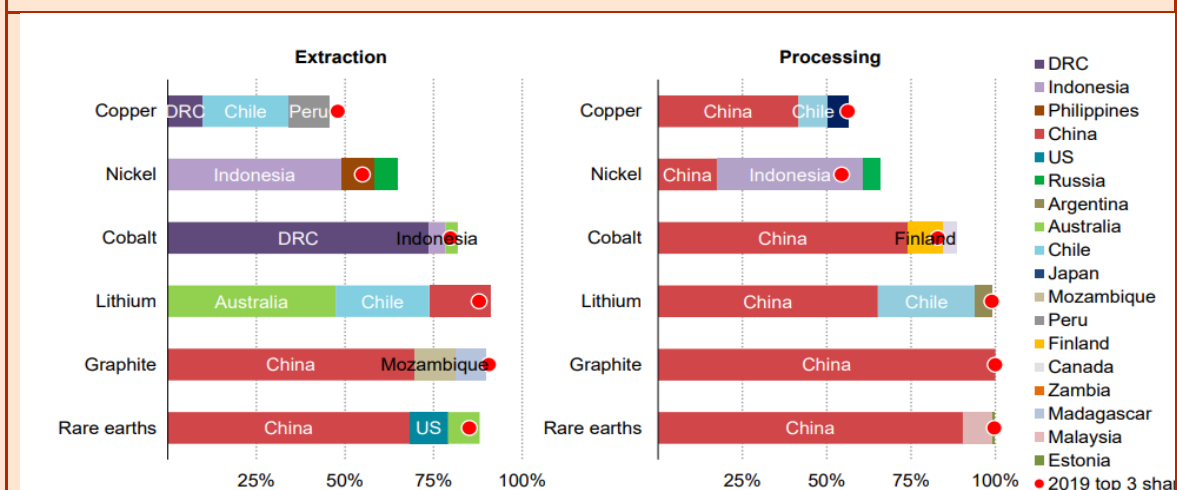 Extraction
Copper
DRC
Chile
Peru
Nickel
Indonesia
Cobalt
DRC
Indonesia
Lithium
Australia
Chile
Graphite
China
Mozambique
Rare earths
China
US
25%
50%
75%
100%
Processing
Copper
China
Chile
Nickel
China
Indonesia
Cobalt
China
Finland
Lithium
China
Chile
Graphite
China
Rare earths
China
25%
50%
75%
100%
DRC
Indonesia
Philippines
China
US
Russia
Argentina
Australia
Chile
Japan
Mozambique
Peru
Finland
Canada
Zambia
Madagascar
Malaysia
Estonia
2019 top 3 shar